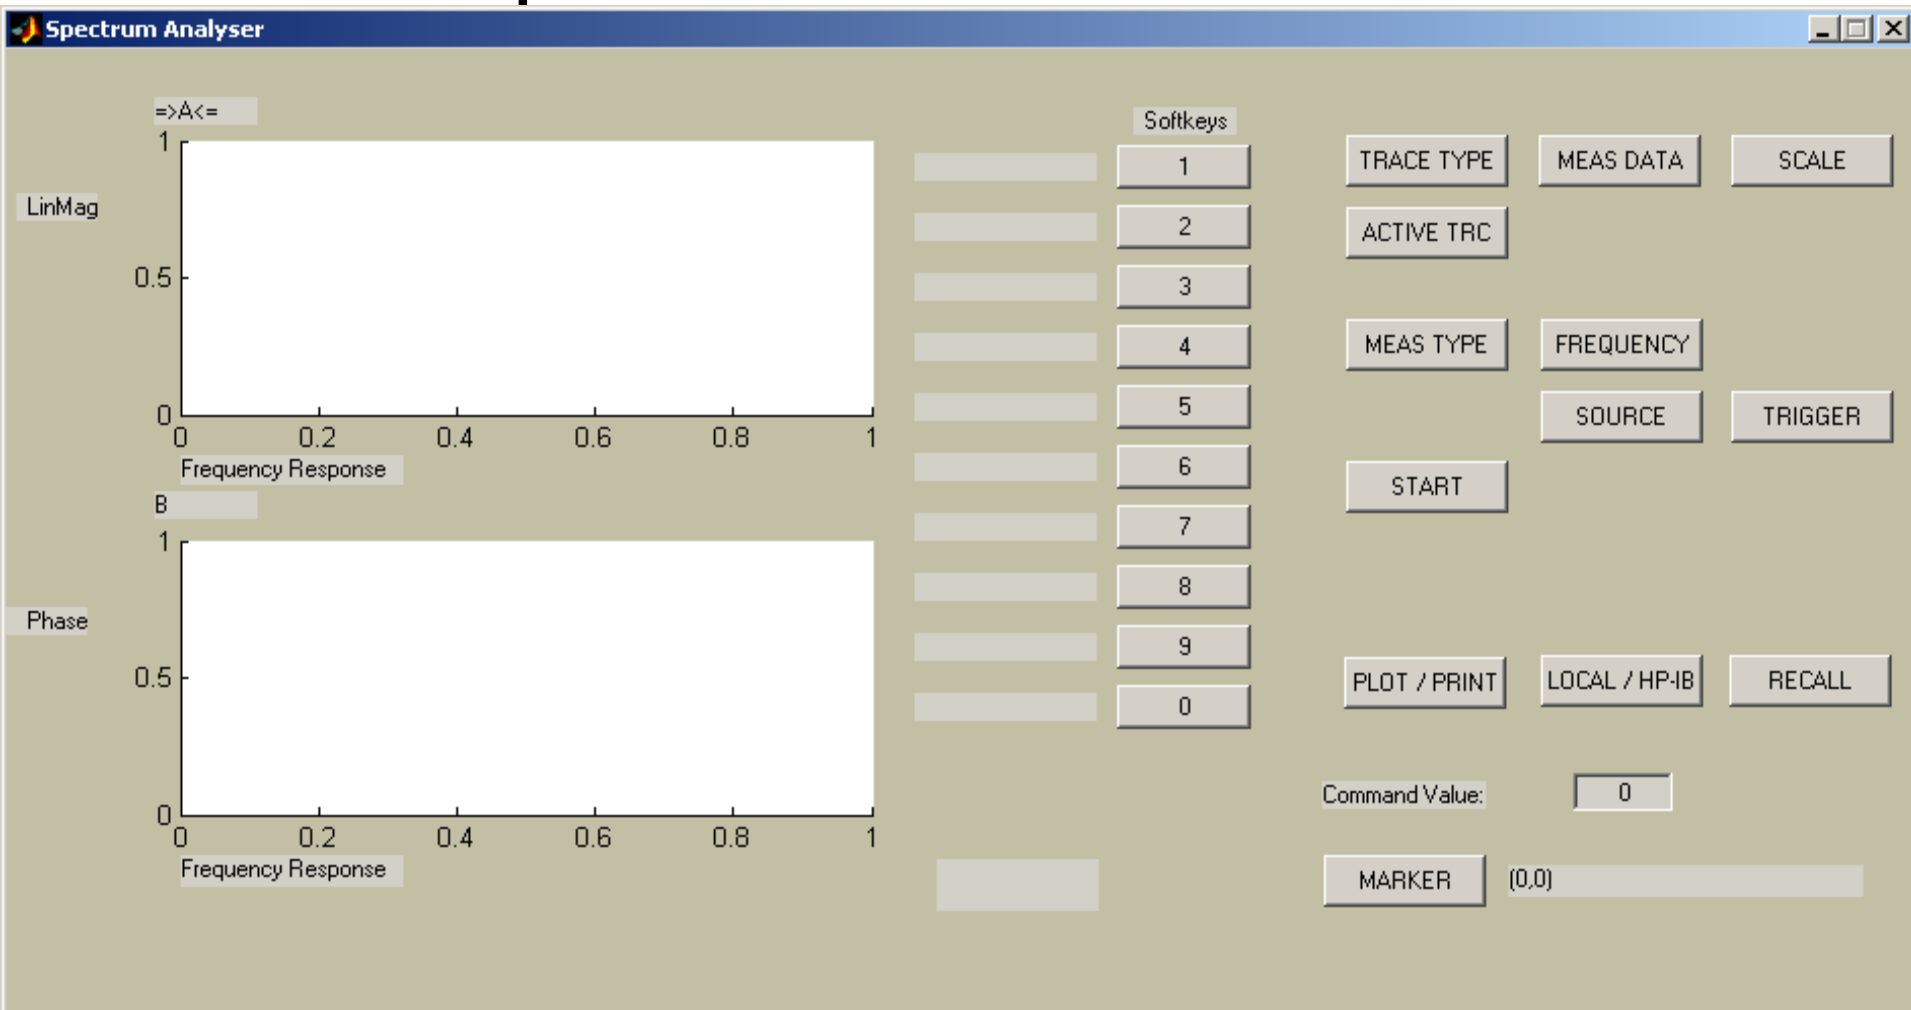 Spectrum Analyser
=>A<=
1
LinMag
0.5
0
0 0.2 0.4 0.6 0.8 1
Frequency Response
B
1
Phase
0.5
0
0 0.2 0.4 0.6 0.8 1
Frequency Response
Softkeys
1
2
3
4
5
6
7
8
9
0
TRACE TYPE MEAS DATA SCALE
ACTIVE TRC
MEAS TYPE FREQUENCY
SOURCE TRIGGER
START
PLOT / PRINT LOCAL / HP-IB RECALL
Command Value: 0
MARKER (0,0)